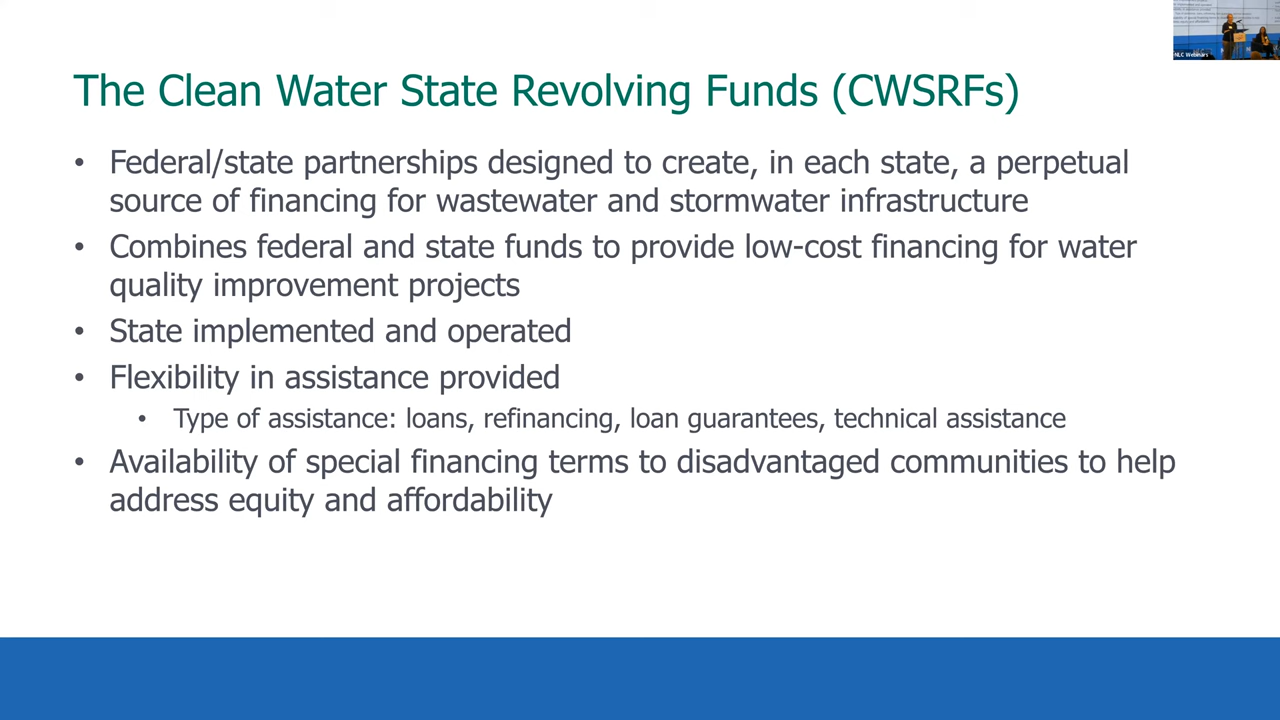 The Clean Water State Revolving Funds (CWSRFs)
• Federal/state partnerships designed to create, in each state, a perpetual
source of financing for wastewater and stormwater infrastructure
• Combines federal and state funds to provide low-cost financing for water
quality improvement projects
• State implemented and operated
• Flexibility in assistance provided
• Type of assistance: loans, refinancing, loan guarantees, technical assistance
• Availability of special financing terms to disadvantaged communities to help
address equity and affordability
NLC Webinars